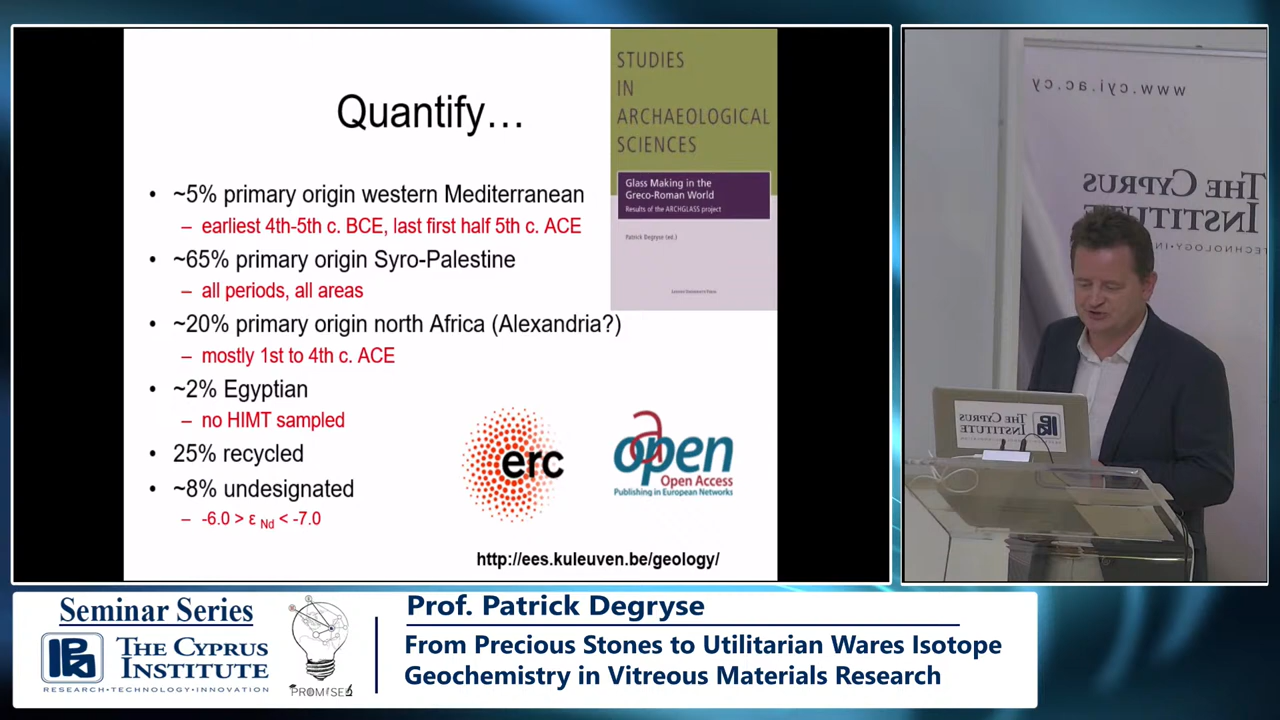 Quantify…
• ~5% primary origin western Mediterranean
– earliest 4th-5th c. BCE, last first half 5th c. ACE
• ~65% primary origin Syro-Palestine
– all periods, all areas
• ~20% primary origin north Africa (Alexandria?)
– mostly 1st to 4th c. ACE
• ~2% Egyptian
– no HIMT sampled
• 25% recycled
• ~8% undesignated
– -6.0 > ε Nd < -7.0
STUDIES
IN
ARCHAEOLOGICAL
SCIENCES
Glass Making in the
Greco-Roman World
Results of the ARCHGLASS project
Patrick Degryse (ed.)
Leuven University Press
erc
open
Open Access
Publishing in European Networks
http://ees.kuleuven.be/geology/
www.cyi.ac.cy
THE CYPRUS
INSTITUTE
THE CYPRUS
INSTITUTE
Seminar Series
THE CYPRUS
INSTITUTE
RESEARCH•TECHNOLOGY•INNOVATION
PROMISE
Prof. Patrick Degryse
From Precious Stones to Utilitarian Wares Isotope
Geochemistry in Vitreous Materials Research